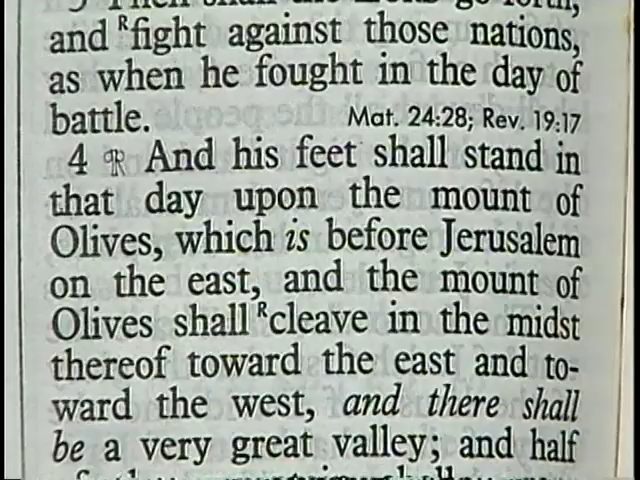 and ᴿfight against those nations,
as when he fought in the day of
battle. Mat. 24:28; Rev. 19:17
4 ℟ And his feet shall stand in
that day upon the mount of
Olives, which is before Jerusalem
on the east, and the mount of
Olives shall ᴿcleave in the midst
thereof toward the east and to-
ward the west, and there shall
be a very great valley; and half